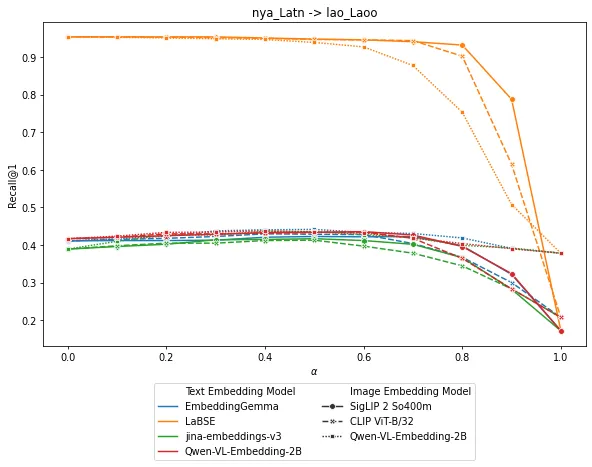 nya_Latn -> lao_Laoo
Recall@1
0.9
0.8
0.7
0.6
0.5
0.4
0.3
0.2
0.0 0.2 0.4 0.6 0.8 1.0
α
Text Embedding Model Image Embedding Model
EmbeddingGemma SigLIP 2 So400m
LaBSE CLIP ViT-B/32
jina-embeddings-v3 Qwen-VL-Embedding-2B
Qwen-VL-Embedding-2B